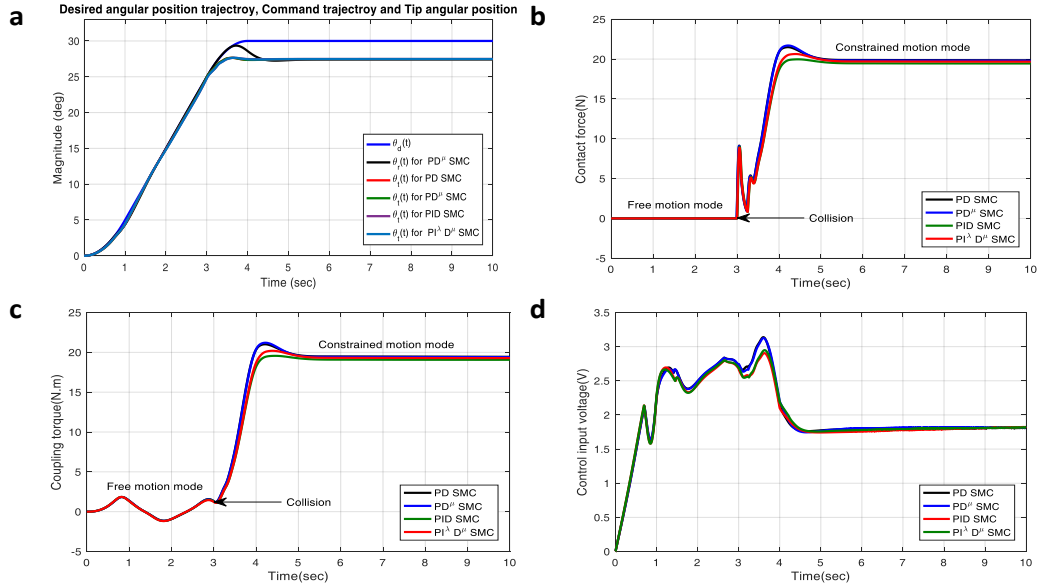 a
Desired angular position trajectroy, Command trajectroy and Tip angular position
30
25
20
15
10
5
0
Magnitude (deg)
θd(t)
θr(t) for PDμ SMC
θt(t) for PD SMC
θt(t) for PDμ SMC
θt(t) for PID SMC
θt(t) for PIλ Dμ SMC
0 1 2 3 4 5 6 7 8 9 10
Time (sec)
b
25
20
15
10
5
0
-5
Contact force(N)
Constrained motion mode
Free motion mode
Collision
PD SMC
PDμ SMC
PID SMC
PIλ Dμ SMC
0 1 2 3 4 5 6 7 8 9 10
Time(sec)
c
25
20
15
10
5
0
-5
Coupling torque(N.m)
Constrained motion mode
Free motion mode
Collision
PD SMC
PDμ SMC
PID SMC
PIλ Dμ SMC
0 1 2 3 4 5 6 7 8 9 10
Time(sec)
d
3.5
3
2.5
2
1.5
1
0.5
0
Control input voltage(V)
PD SMC
PDμ SMC
PID SMC
PIλ Dμ SMC
0 1 2 3 4 5 6 7 8 9 10
Time(sec)